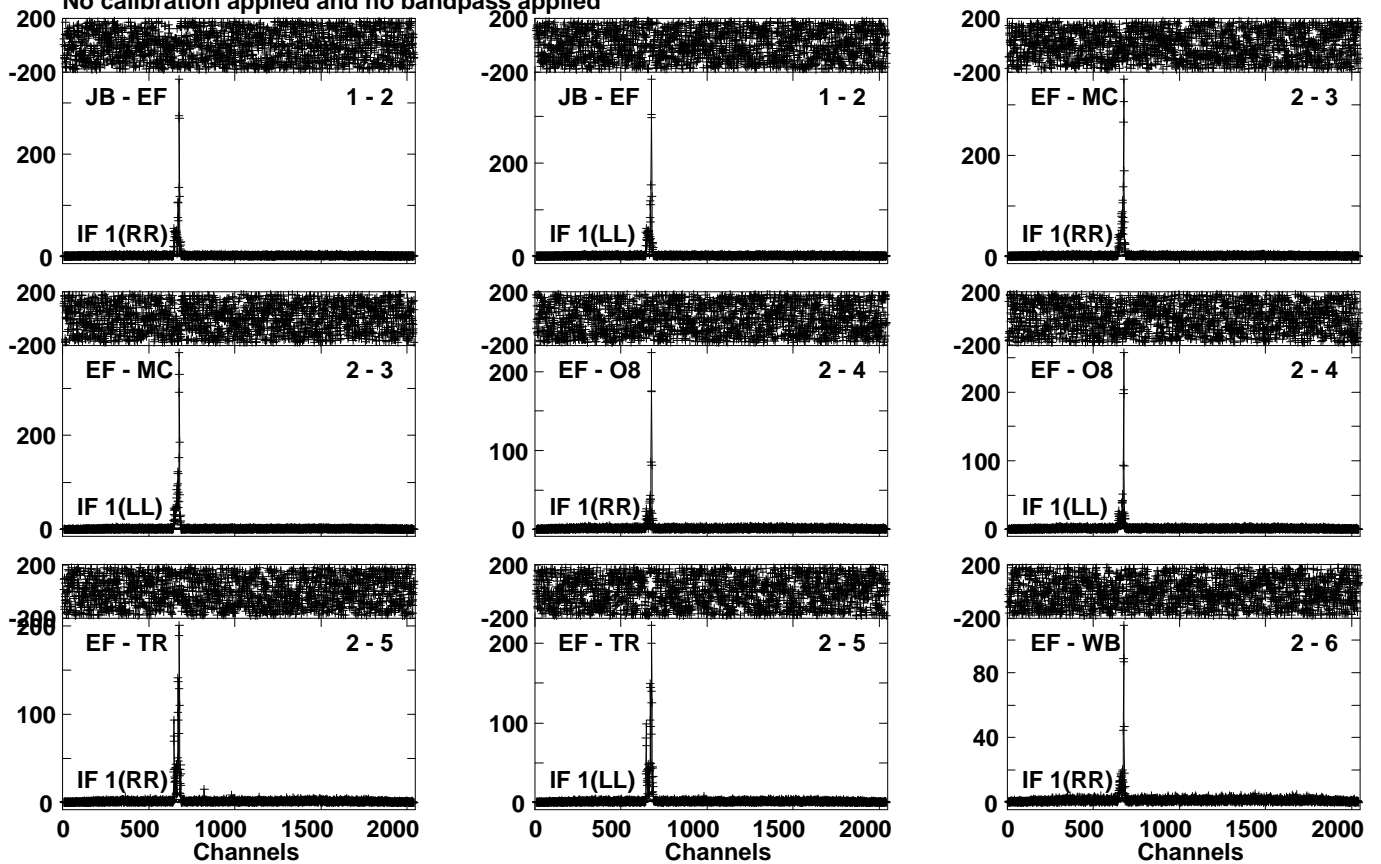 No calibration applied and no bandpass applied
200 200 200
-200 -200 -200
JB - EF 1 - 2 JB - EF 1 - 2 EF - MC 2 - 3
200 200 200
IF 1(RR) IF 1(LL) IF 1(RR)
0 0 0
200 200 200
-200 -200 -200
EF - MC 2 - 3 EF - O8 2 - 4 EF - O8 2 - 4
200 200
200 100 100
IF 1(LL) IF 1(RR) IF 1(LL)
0 0 0
200 200 200
-200 -200 -200
200
EF - TR 2 - 5 EF - TR 2 - 5 EF - WB 2 - 6
200 80
100 100 40
IF 1(RR) IF 1(LL) IF 1(RR)
0 0 0
0 500 1000 1500 2000 0 500 1000 1500 2000 0 500 1000 1500 2000
Channels Channels Channels